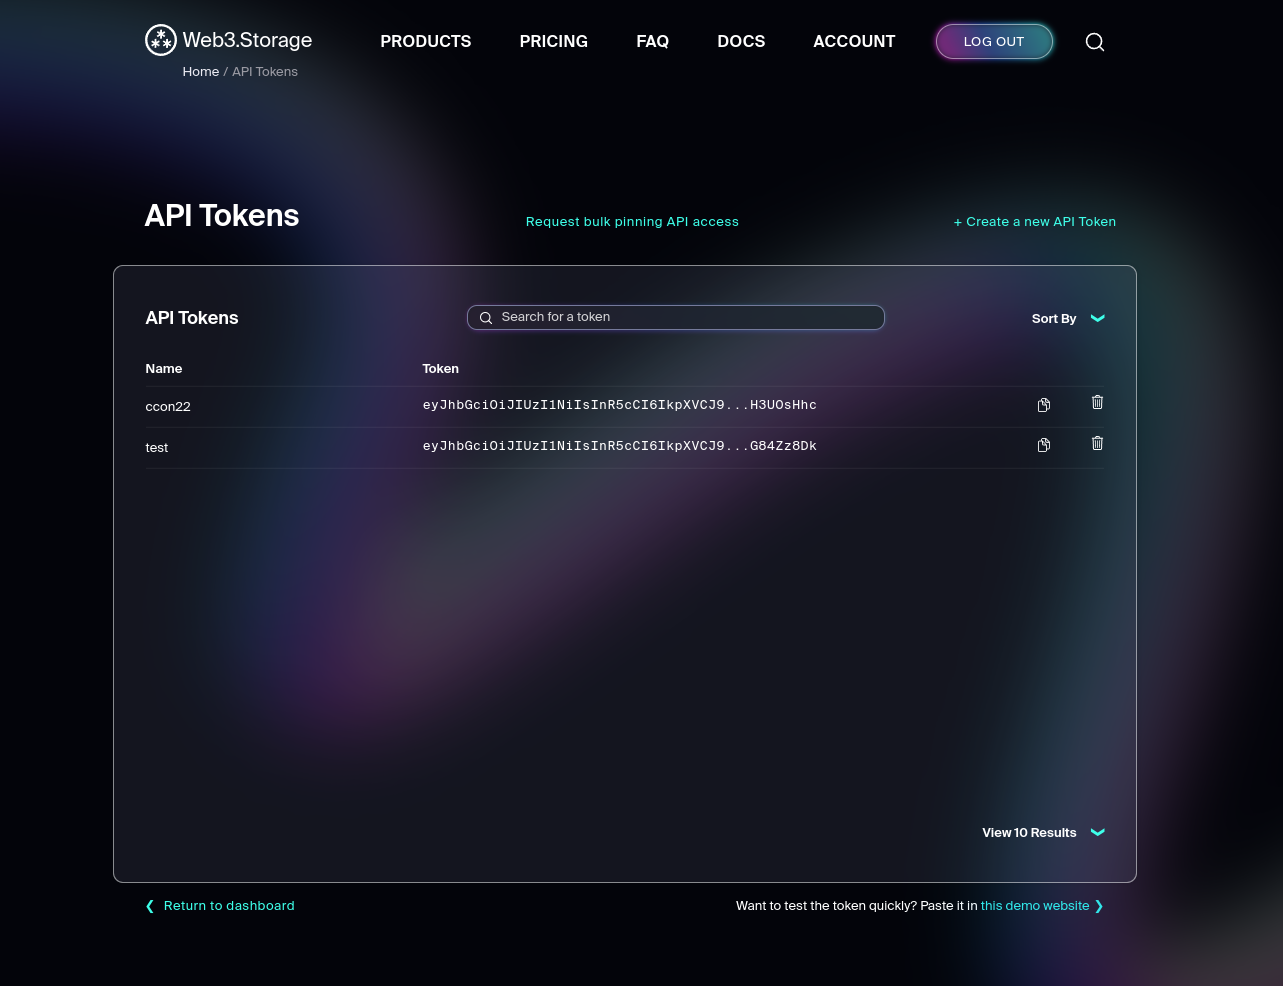 Web3.Storage
PRODUCTS
PRICING
FAQ
DOCS
ACCOUNT
LOG OUT
Home / API Tokens
API Tokens
Request bulk pinning API access
+ Create a new API Token
API Tokens
Search for a token
Sort By
Name
Token
ccon22
eyJhbGciOiJIUzI1NiIsInR5cCI6IkpXVCJ9...H3UOsHhc
test
eyJhbGciOiJIUzI1NiIsInR5cCI6IkpXVCJ9...G84Zz8Dk
View 10 Results
❮ Return to dashboard
Want to test the token quickly? Paste it in this demo website ❯